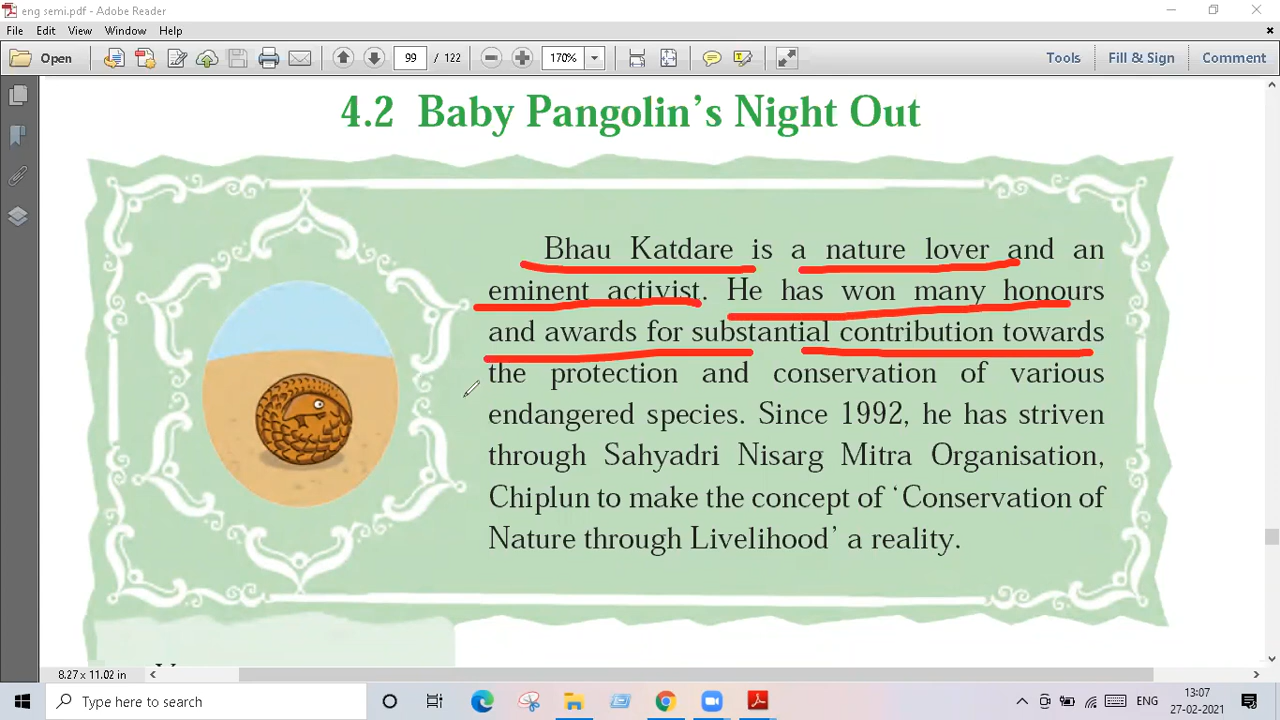 eng semi.pdf - Adobe Reader
File Edit View Window Help
Open 99 / 122 170% Tools Fill & Sign Comment
4.2 Baby Pangolin's Night Out
Bhau Katdare is a nature lover and an
eminent activist. He has won many honours
and awards for substantial contribution towards
the protection and conservation of various
endangered species. Since 1992, he has striven
through Sahyadri Nisarg Mitra Organisation,
Chiplun to make the concept of ‘Conservation of
Nature through Livelihood’ a reality.
8.27 x 11.02 in
Type here to search
ENG
13:07
27-02-2021